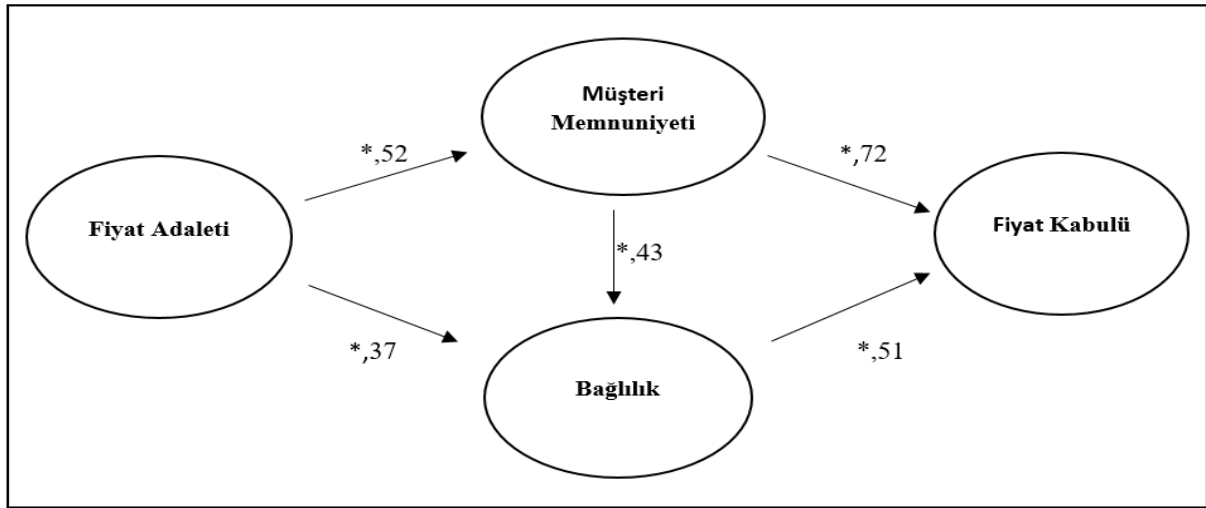 Müşteri
Memnuniyeti
*,52
*,72
Fiyat Adaleti
Fiyat Kabulü
*,43
*,37
*,51
Bağlılık